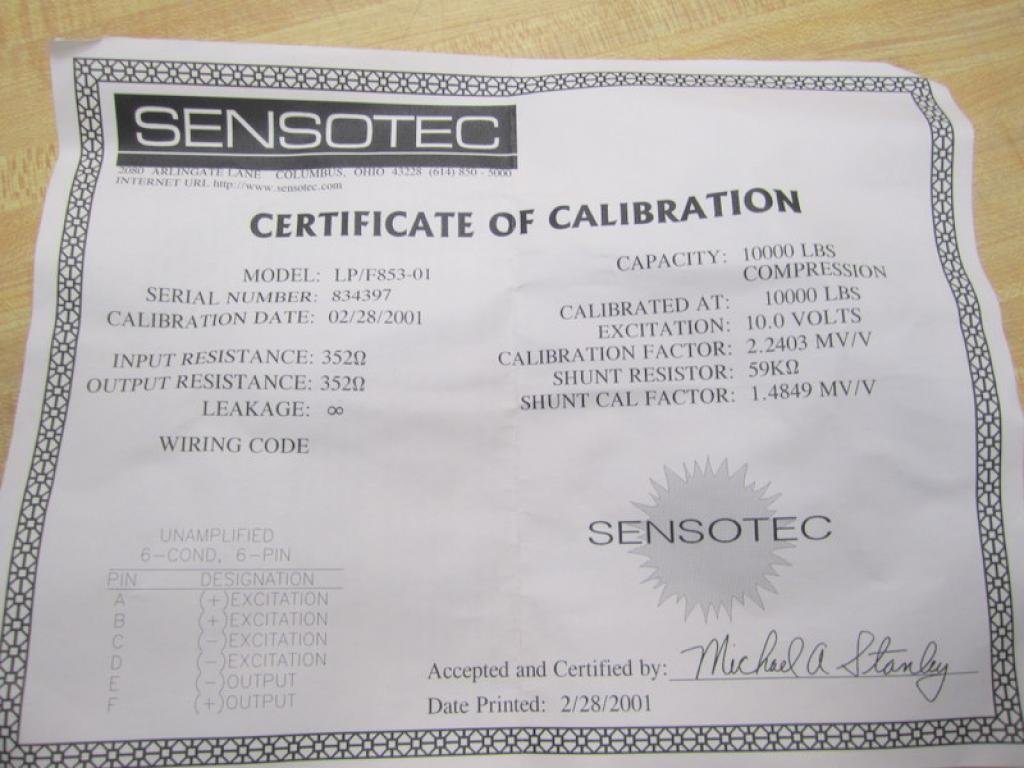 SENSOTEC
2080 ARLINGATE LANE COLUMBUS, OHIO 43228 (614) 850 - 5000
INTERNET URL http://www.sensotec.com
CERTIFICATE OF CALIBRATION
MODEL: LP/F853-01
SERIAL NUMBER: 834397
CALIBRATION DATE: 02/28/2001
INPUT RESISTANCE: 352Ω
OUTPUT RESISTANCE: 352Ω
LEAKAGE: ∞
WIRING CODE
CAPACITY: 10000 LBS
COMPRESSION
CALIBRATED AT: 10000 LBS
EXCITATION: 10.0 VOLTS
CALIBRATION FACTOR: 2.2403 MV/V
SHUNT RESISTOR: 59KΩ
SHUNT CAL FACTOR: 1.4849 MV/V
UNAMPLIFIED
6-COND, 6-PIN
PIN DESIGNATION
A (+)EXCITATION
B (+)EXCITATION
C (-)EXCITATION
D (-)EXCITATION
E (-)OUTPUT
F (+)OUTPUT
SENSOTEC
Accepted and Certified by: Michael A Stanley
Date Printed: 2/28/2001